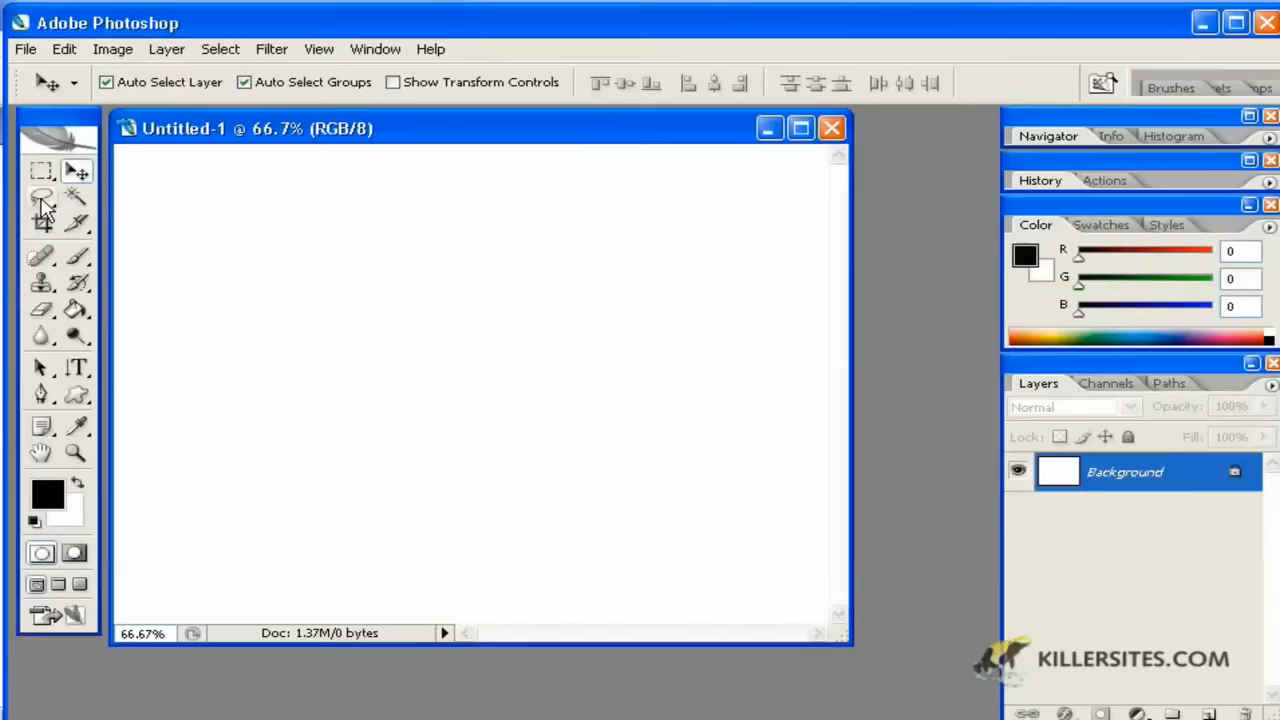 Adobe Photoshop
File Edit Image Layer Select Filter View Window Help
Auto Select Layer Auto Select Groups Show Transform Controls Brushes ets mps
Untitled-1 @ 66.7% (RGB/8)
Navigator Info Histogram
History Actions
Color Swatches Styles
R 0
G 0
B 0
T
Layers Channels Paths
Normal Opacity: 100%
Lock: Fill: 100%
Background
66.67% Doc: 1.37M/0 bytes
KILLERSITES.COM